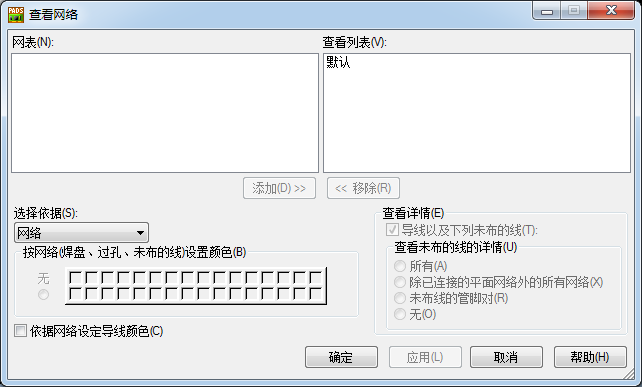 PADS
查看网络
网表(N):
查看列表(V):
默认
添加(D) >>
<< 移除(R)
选择依据(S):
网络
按网络(焊盘、过孔、未布的线)设置颜色(B)
无
依据网络设定导线颜色(C)
查看详情(E)
导线以及下列未布的线(T):
查看未布的线的详情(U)
所有(A)
除已连接的平面网络外的所有网络(X)
未布线的管脚对(R)
无(O)
确定
应用(L)
取消
帮助(H)